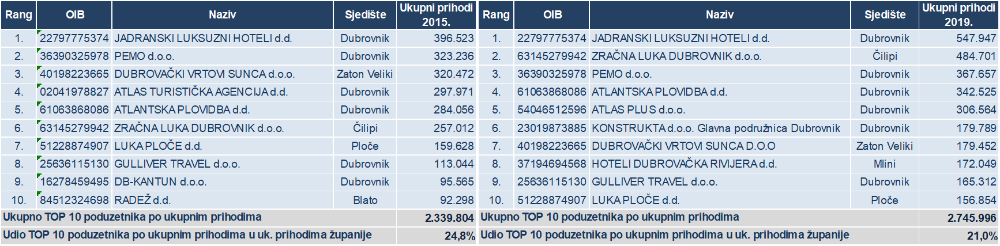 Rang OIB Naziv Sjedište Ukupni prihodi 2015. Rang OIB Naziv Sjedište Ukupni prihodi 2019.
1. 22797775374 JADRANSKI LUKSUZNI HOTELI d.d. Dubrovnik 396.523 1. 22797775374 JADRANSKI LUKSUZNI HOTELI d.d. Dubrovnik 547.947
2. 36390325978 PEMO d.o.o. Dubrovnik 323.236 2. 63145279942 ZRAČNA LUKA DUBROVNIK d.o.o. Čilipi 484.701
3. 40198223665 DUBROVAČKI VRTOVI SUNCA d.o.o. Zaton Veliki 320.472 3. 36390325978 PEMO d.o.o. Dubrovnik 367.657
4. 02041978827 ATLAS TURISTIČKA AGENCIJA d.d. Dubrovnik 297.971 4. 61063868086 ATLANTSKA PLOVIDBA d.d. Dubrovnik 342.525
5. 61063868086 ATLANTSKA PLOVIDBA d.d. Dubrovnik 284.056 5. 54046512596 ATLAS PLUS d.o.o. Dubrovnik 306.564
6. 63145279942 ZRAČNA LUKA DUBROVNIK d.o.o. Čilipi 257.012 6. 23019873885 KONSTRUKTA d.o.o. Glavna podružnica Dubrovnik Dubrovnik 179.789
7. 51228874907 LUKA PLOČE d.d. Ploče 159.628 7. 40198223665 DUBROVAČKI VRTOVI SUNCA D.O.O Zaton Veliki 179.452
8. 25636115130 GULLIVER TRAVEL d.o.o. Dubrovnik 113.044 8. 37194694568 HOTELI DUBROVAČKA RIVIJERA d.d. Mlini 172.049
9. 16278459495 DB-KANTUN d.o.o. Dubrovnik 95.565 9. 25636115130 GULLIVER TRAVEL d.o.o. Dubrovnik 165.312
10. 84512324698 RADEŽ d.d. Blato 92.298 10. 51228874907 LUKA PLOČE d.d. Ploče 156.854
Ukupno TOP 10 poduzetnika po ukupnim prihodima 2.339.804 Ukupno TOP 10 poduzetnika po ukupnim prihodima 2.745.996
Udio TOP 10 poduzetnika po ukupnim prihodima u uk. prihodima županije 24,8% Udio TOP 10 poduzetnika po ukupnim prihodima u uk. prihodima županije 21,0%